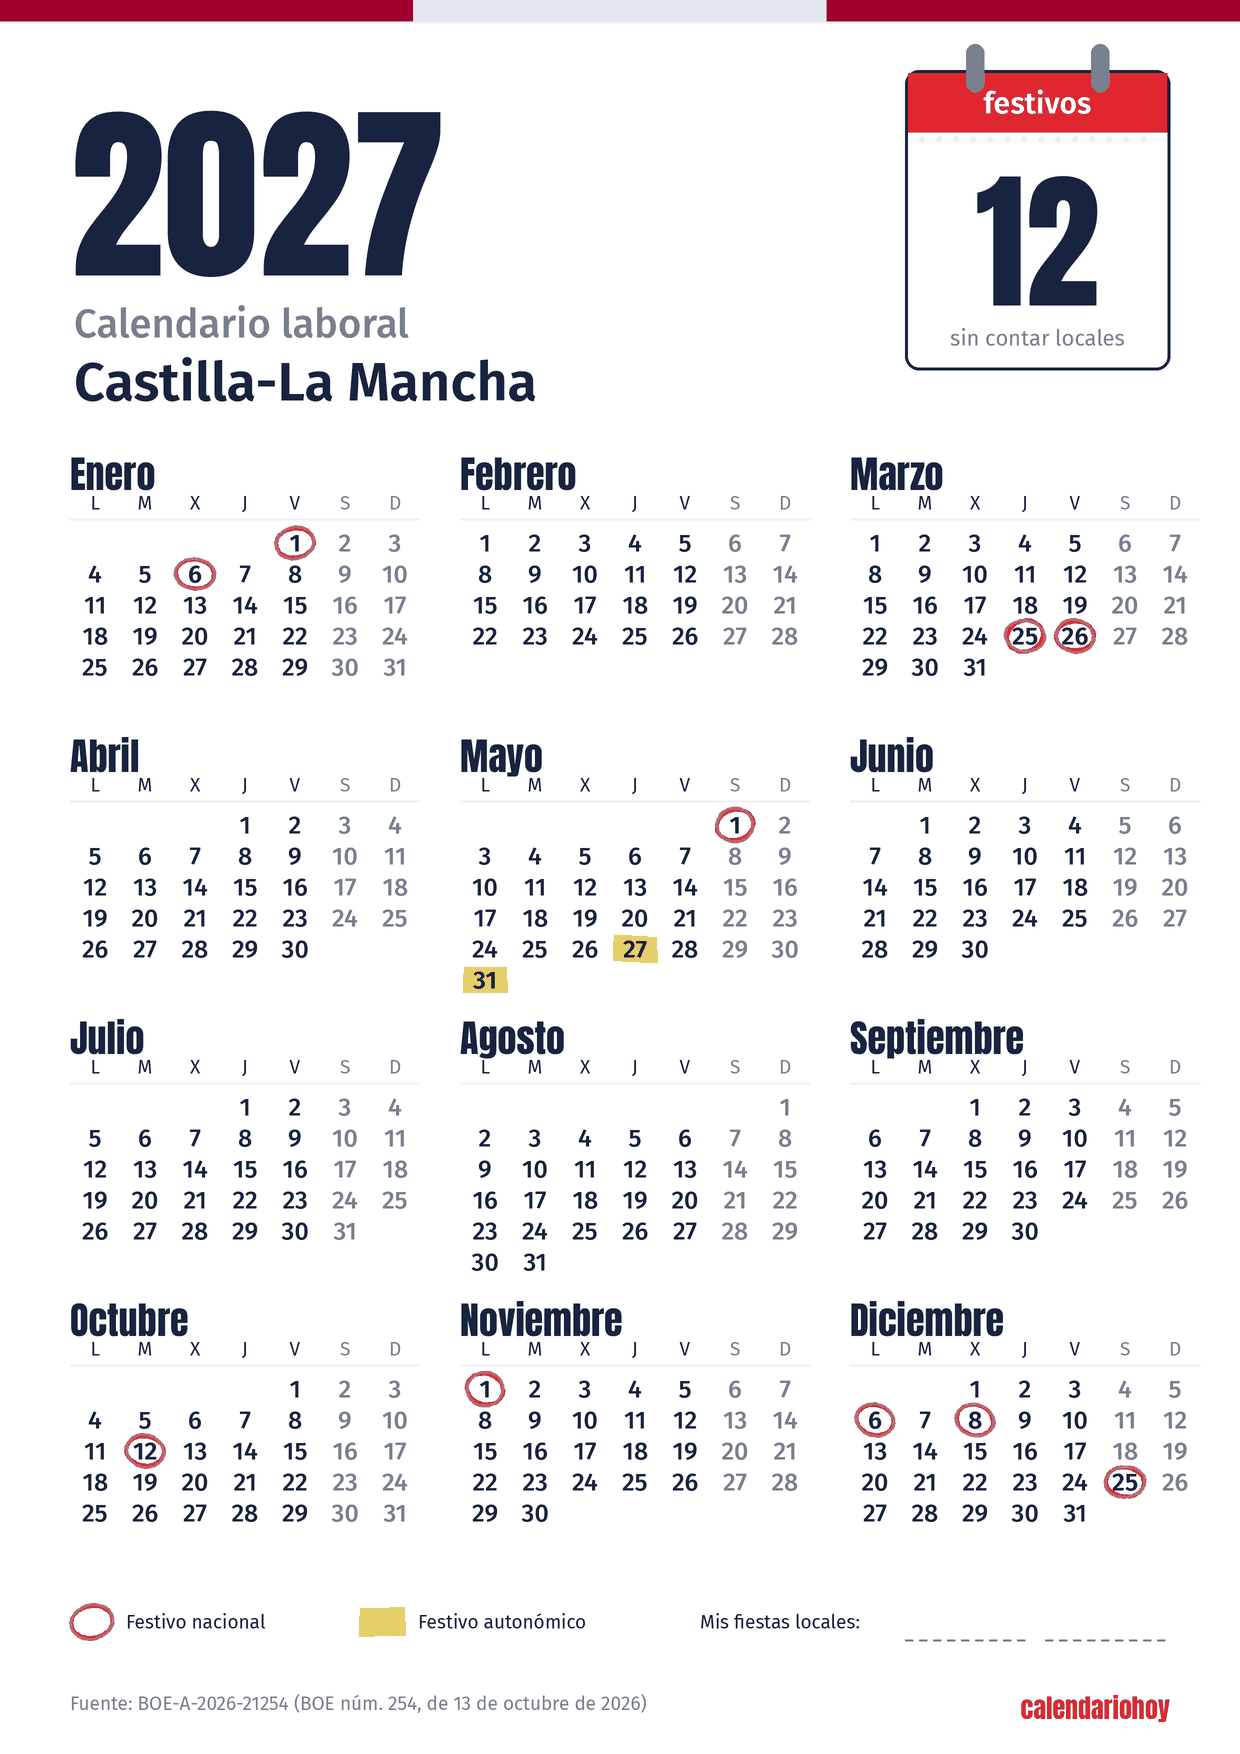 festivos
12
sin contar locales
2027
Calendario laboral
Castilla-La Mancha
Enero
L M X J V S D
1 2 3
4 5 6 7 8 9 10
11 12 13 14 15 16 17
18 19 20 21 22 23 24
25 26 27 28 29 30 31
Febrero
L M X J V S D
1 2 3 4 5 6 7
8 9 10 11 12 13 14
15 16 17 18 19 20 21
22 23 24 25 26 27 28
Marzo
L M X J V S D
1 2 3 4 5 6 7
8 9 10 11 12 13 14
15 16 17 18 19 20 21
22 23 24 25 26 27 28
29 30 31
Abril
L M X J V S D
1 2 3 4
5 6 7 8 9 10 11
12 13 14 15 16 17 18
19 20 21 22 23 24 25
26 27 28 29 30
Mayo
L M X J V S D
1 2
3 4 5 6 7 8 9
10 11 12 13 14 15 16
17 18 19 20 21 22 23
24 25 26 27 28 29 30
31
Junio
L M X J V S D
1 2 3 4 5 6
7 8 9 10 11 12 13
14 15 16 17 18 19 20
21 22 23 24 25 26 27
28 29 30
Julio
L M X J V S D
1 2 3 4
5 6 7 8 9 10 11
12 13 14 15 16 17 18
19 20 21 22 23 24 25
26 27 28 29 30 31
Agosto
L M X J V S D
1
2 3 4 5 6 7 8
9 10 11 12 13 14 15
16 17 18 19 20 21 22
23 24 25 26 27 28 29
30 31
Septiembre
L M X J V S D
1 2 3 4 5
6 7 8 9 10 11 12
13 14 15 16 17 18 19
20 21 22 23 24 25 26
27 28 29 30
Octubre
L M X J V S D
1 2 3
4 5 6 7 8 9 10
11 12 13 14 15 16 17
18 19 20 21 22 23 24
25 26 27 28 29 30 31
Noviembre
L M X J V S D
1 2 3 4 5 6 7
8 9 10 11 12 13 14
15 16 17 18 19 20 21
22 23 24 25 26 27 28
29 30
Diciembre
L M X J V S D
1 2 3 4 5
6 7 8 9 10 11 12
13 14 15 16 17 18 19
20 21 22 23 24 25 26
27 28 29 30 31
Festivo nacional
Festivo autonómico
Mis fiestas locales:
Fuente: BOE-A-2026-21254 (BOE núm. 254, de 13 de octubre de 2026)
calendariohoy